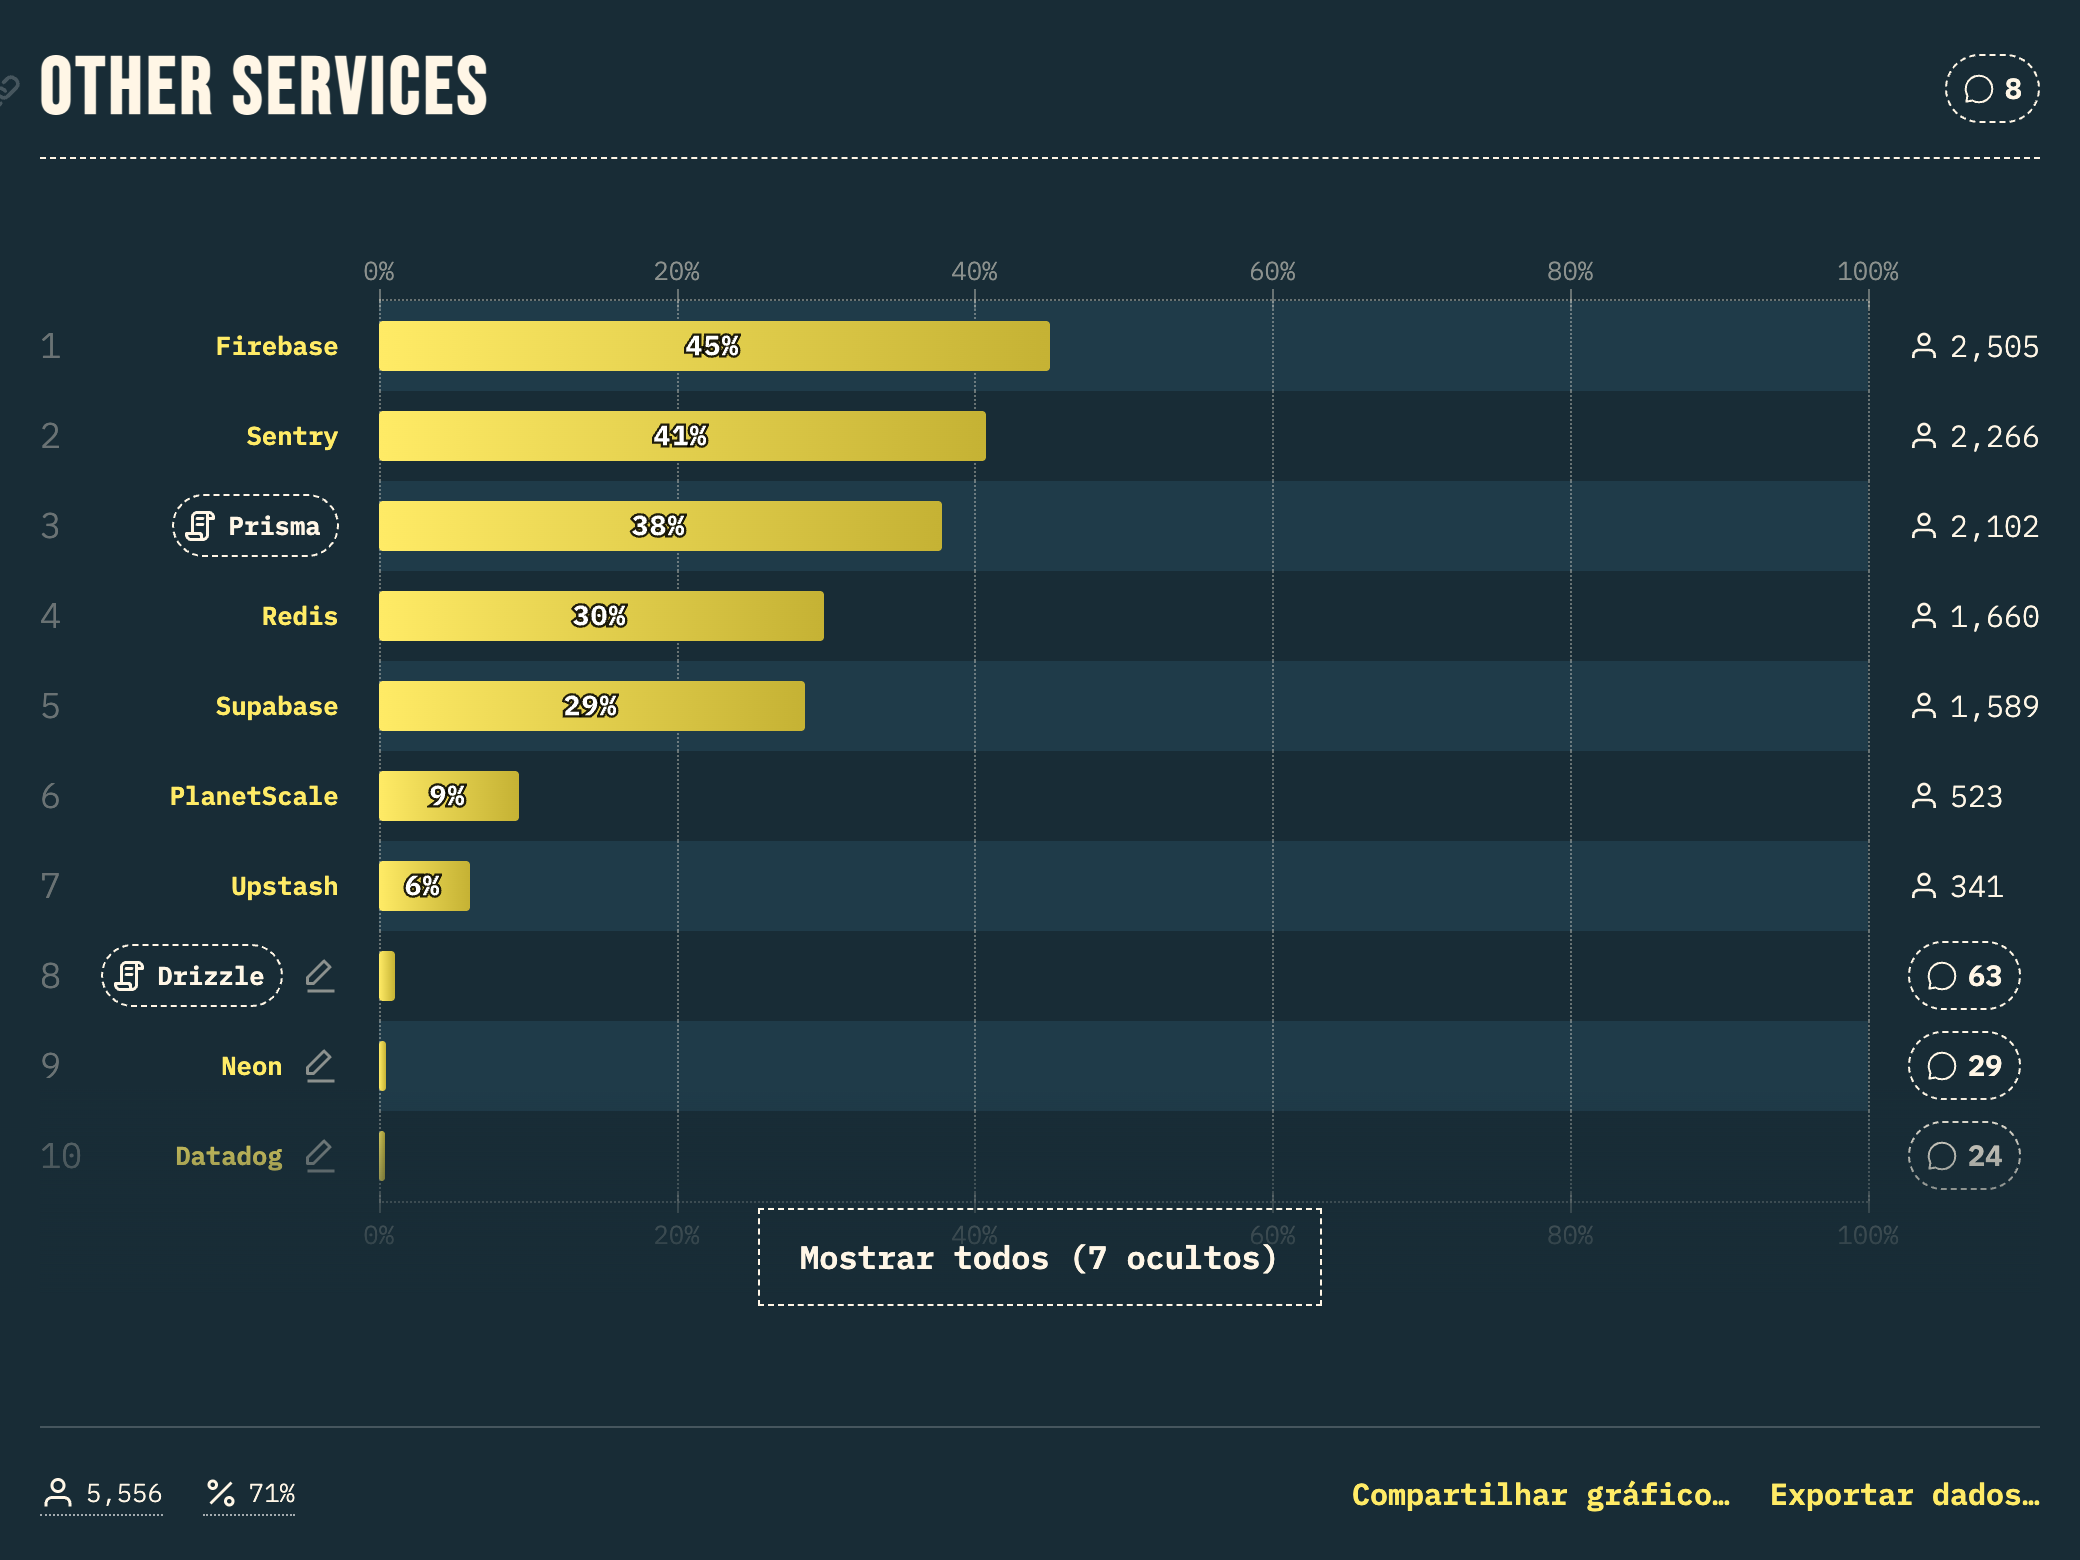 OTHER SERVICES
8
0% 20% 40% 60% 80% 100%
1 Firebase 45% 2,505
2 Sentry 41% 2,266
3 Prisma 38% 2,102
4 Redis 30% 1,660
5 Supabase 29% 1,589
6 PlanetScale 9% 523
7 Upstash 6% 341
8 Drizzle 63
9 Neon 29
10 Datadog 24
0% 20% 40% 60% 80% 100%
Mostrar todos (7 ocultos)
5,556 71% Compartilhar gráfico… Exportar dados…